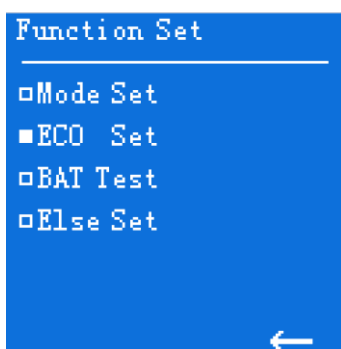 Function Set
Mode Set
ECO Set
BAT Test
Else Set